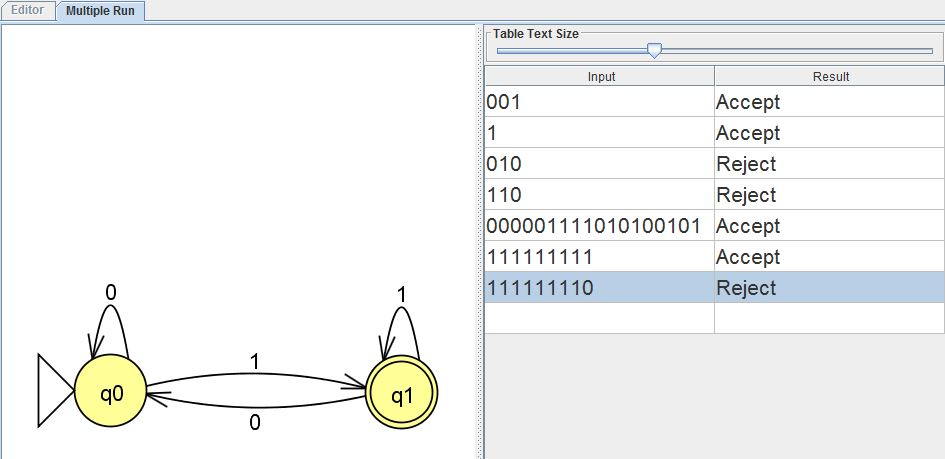 Editor Multiple Run
Table Text Size
Input Result
001 Accept
1 Accept
010 Reject
110 Reject
000001111010100101 Accept
111111111 Accept
111111110 Reject
0 1
1
q0 q1
0